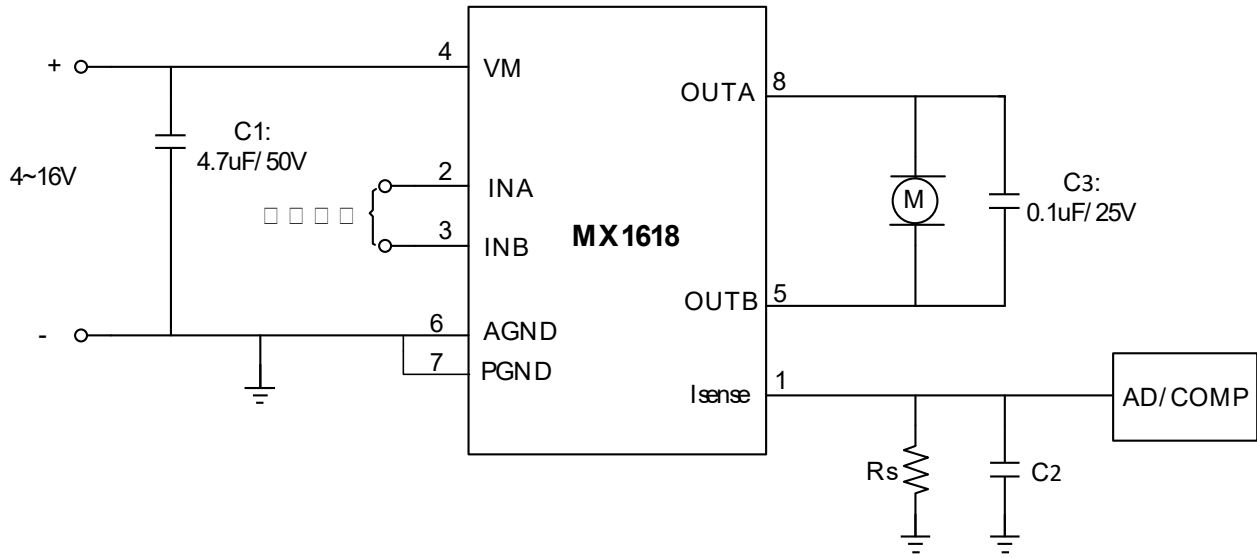 4
+
VM
8
OUTA
C1:
4.7uF/50V
4~16V
2
INA
C3:
0.1uF/25V
M
3
INB
MX1618
OUTB
5
-
6
AGND
7
PGND
Isense
1
AD/COMP
Rs
C2